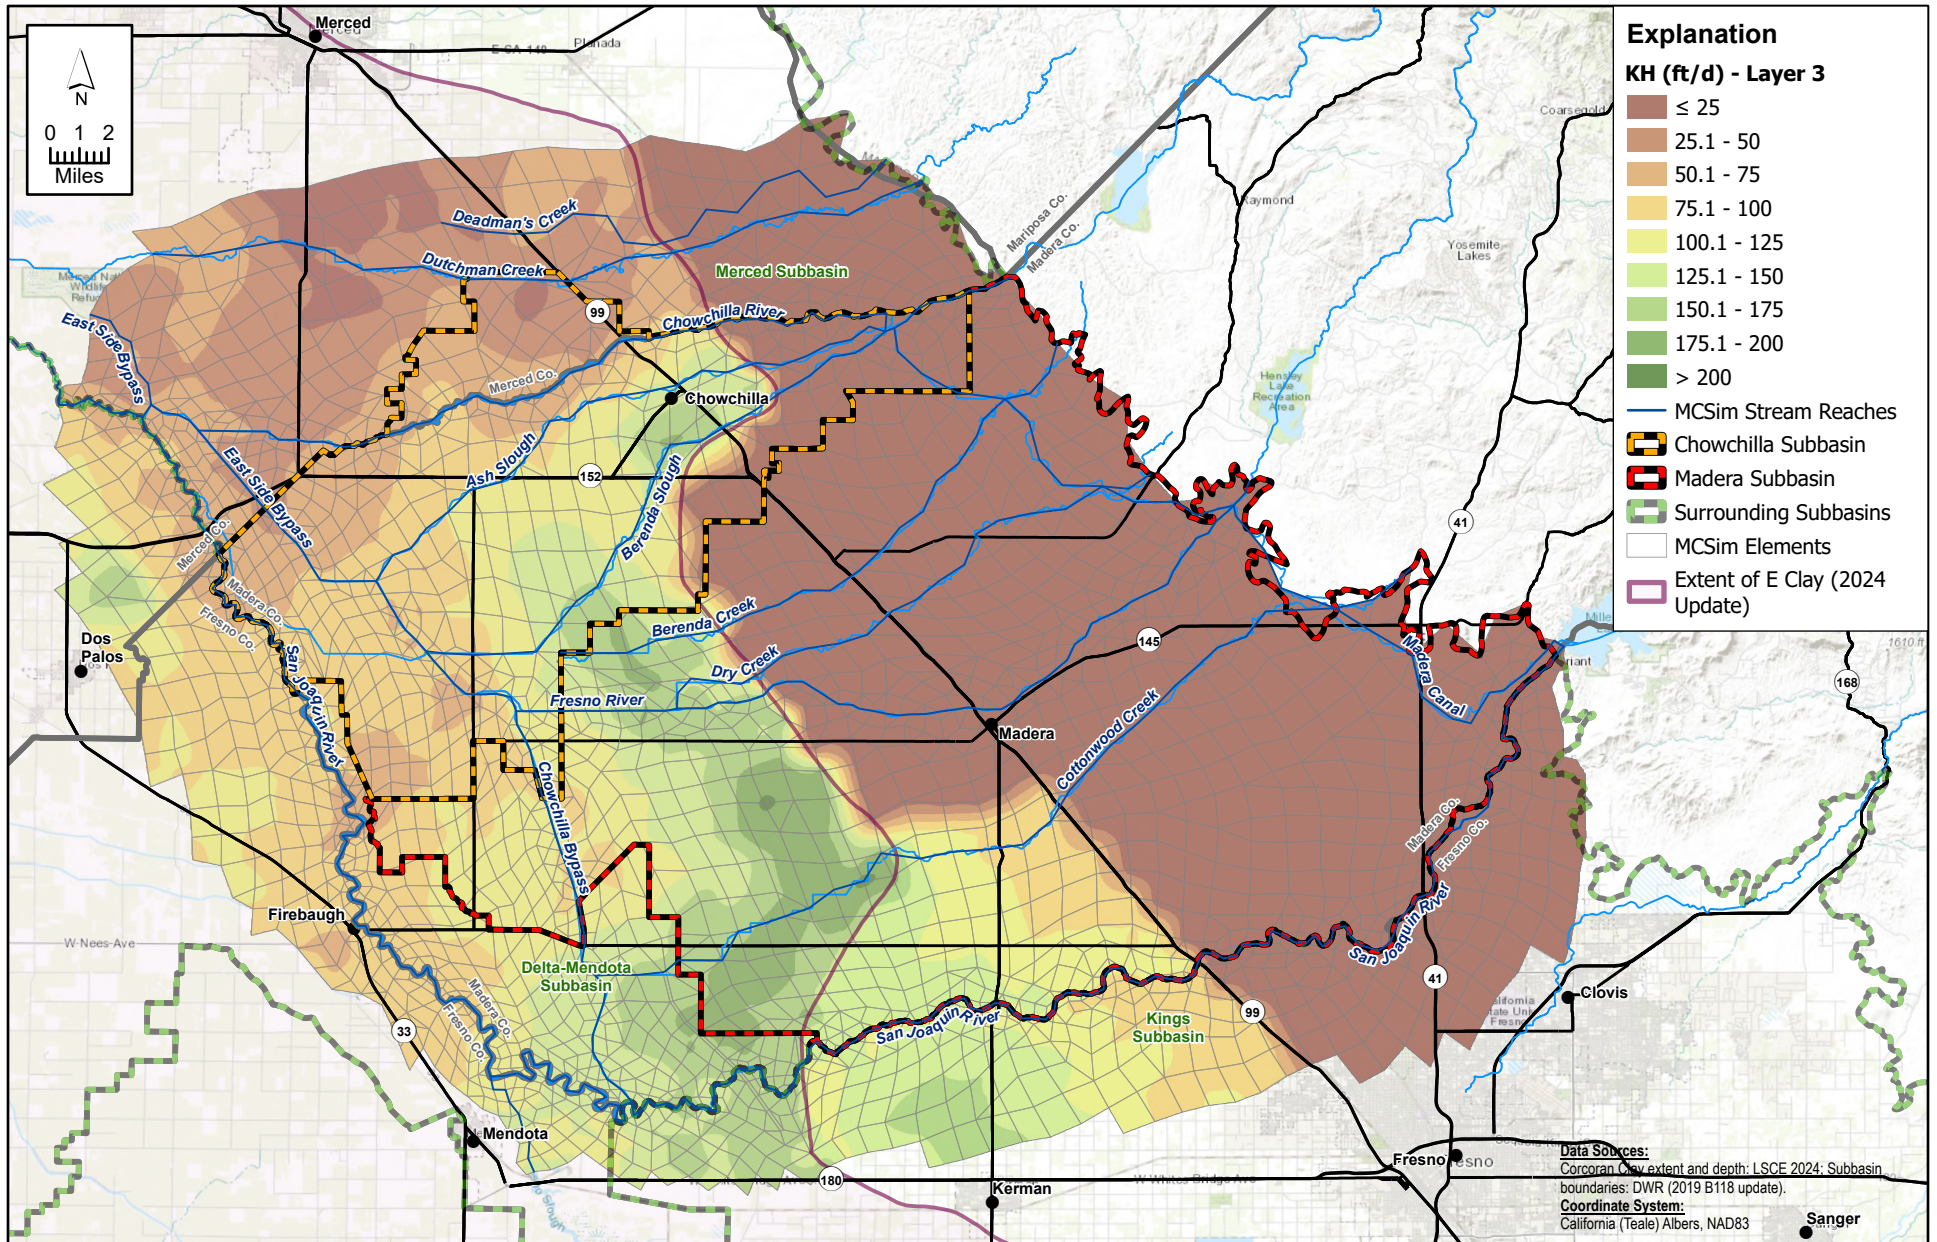 Merced
Merced
E CA-140
Planada
N
0 1 2
Miles
Explanation
KH (ft/d) - Layer 3
≤ 25
25.1 - 50
50.1 - 75
75.1 - 100
100.1 - 125
125.1 - 150
150.1 - 175
175.1 - 200
> 200
MCSim Stream Reaches
Chowchilla Subbasin
Madera Subbasin
Surrounding Subbasins
MCSim Elements
Extent of E Clay (2024
Update)
Coarsegold
Raymond
Yosemite
Lakes
Mariposa Co.
Madera Co.
Deadman's Creek
Dutchman Creek
Merced Subbasin
Chowchilla River
99
East Side Bypass
Merced Co.
Chowchilla
Hensley
Lake
Recreation
Area
Ash Slough
152
Berenda Slough
East Side Bypass
41
Merced Co.
Madera Co.
Fresno Co.
Dos
Palos
San Joaquin River
Berenda Creek
Dry Creek
145
Madera Canal
1610 ft
168
Fresno River
Madera
Cottonwood Creek
Chowchilla Bypass
Madera Co.
Fresno Co.
Firebaugh
W Nees Ave
San Joaquin River
Delta-Mendota
Subbasin
Madera Co.
Fresno Co.
33
San Joaquin River
Kings
Subbasin
99
41
Clovis
Mendota
180
Kerman
W Whites Bridge Ave
Fresno
Data Sources:
Corcoran Clay extent and depth: LSCE 2024; Subbasin
boundaries: DWR (2019 B118 update).
Coordinate System:
California (Teale) Albers, NAD83
Sanger